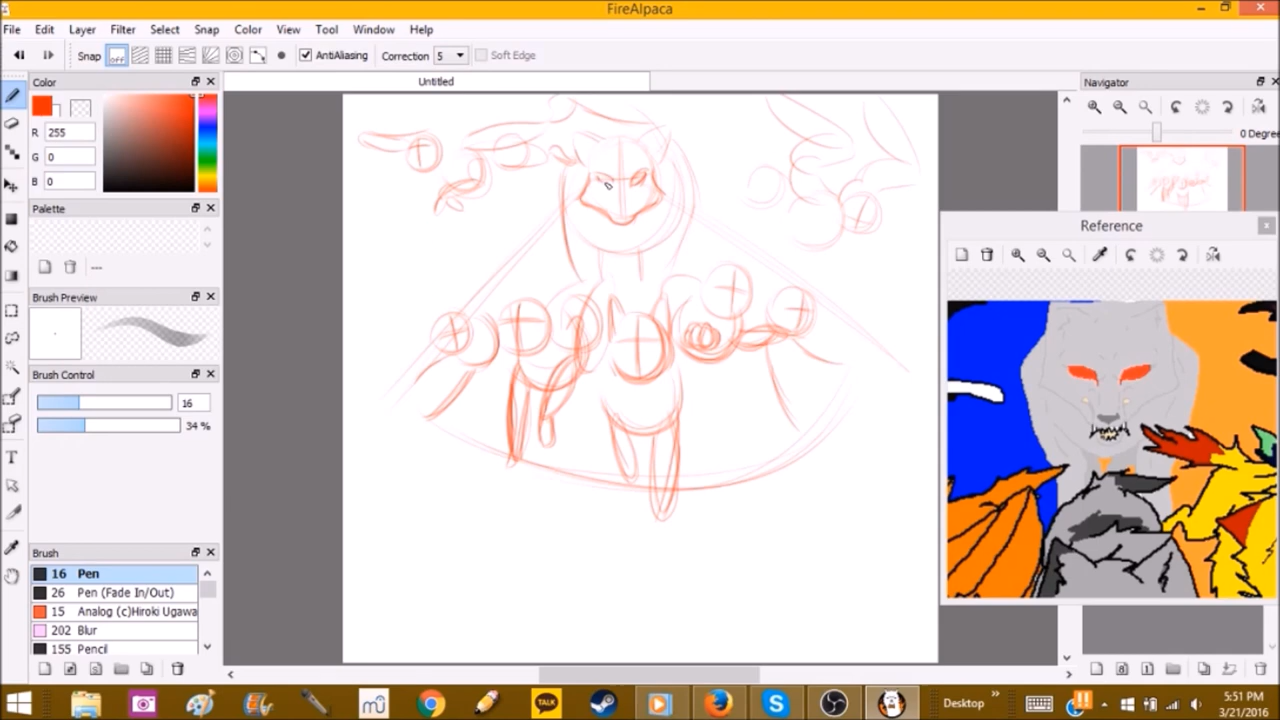 FireAlpaca
File Edit Layer Filter Select Snap Color View Tool Window Help
Snap off AntiAliasing Correction 5 Soft Edge
Color
Untitled
Navigator
R 255
G 0
B 0
0 Degree
Palette
---
Reference
Brush Preview
Brush Control
16
34 %
Brush
16 Pen
26 Pen (Fade In/Out)
15 Analog (c)Hiroki Ugawa
202 Blur
155 Pencil
TALK
Desktop
5:51 PM
3/21/2016